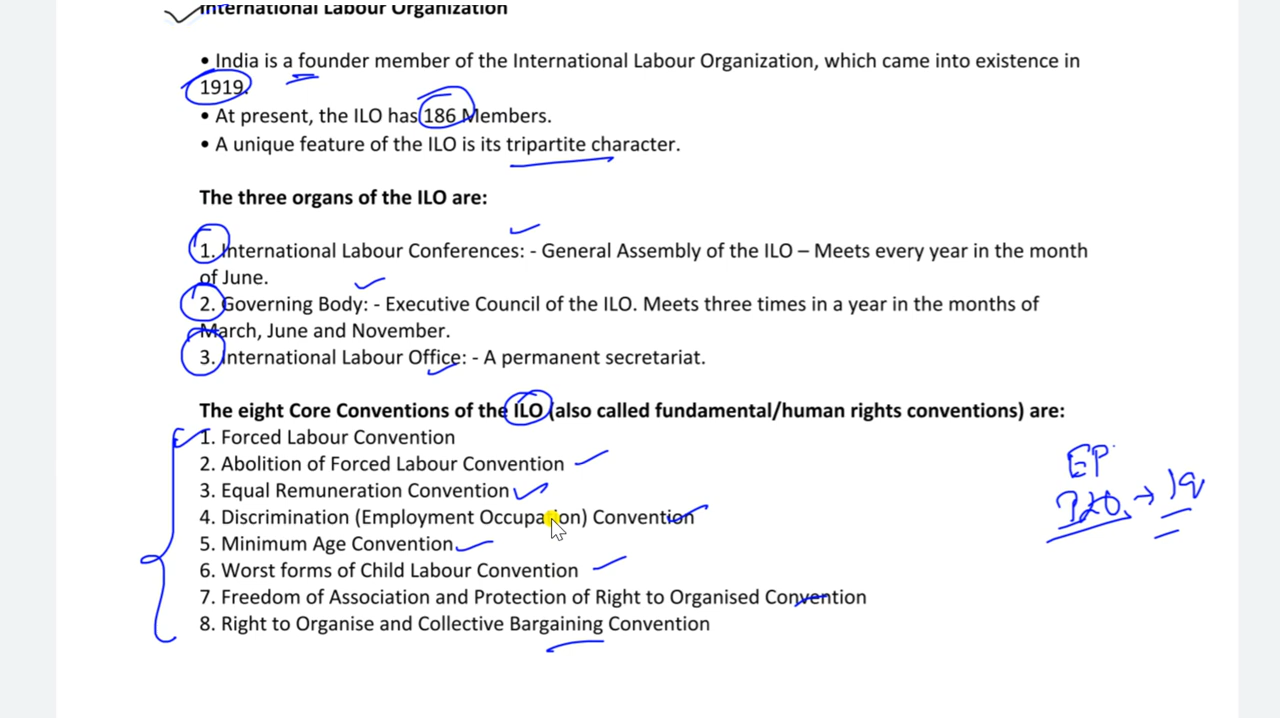 International Labour Organization
• India is a founder member of the International Labour Organization, which came into existence in
1919.
• At present, the ILO has 186 Members.
• A unique feature of the ILO is its tripartite character.
The three organs of the ILO are:
1. International Labour Conferences: - General Assembly of the ILO – Meets every year in the month
of June.
2. Governing Body: - Executive Council of the ILO. Meets three times in a year in the months of
March, June and November.
3. International Labour Office: - A permanent secretariat.
The eight Core Conventions of the ILO (also called fundamental/human rights conventions) are:
1. Forced Labour Convention
2. Abolition of Forced Labour Convention
3. Equal Remuneration Convention
4. Discrimination (Employment Occupation) Convention
5. Minimum Age Convention
6. Worst forms of Child Labour Convention
7. Freedom of Association and Protection of Right to Organised Convention
8. Right to Organise and Collective Bargaining Convention
EP